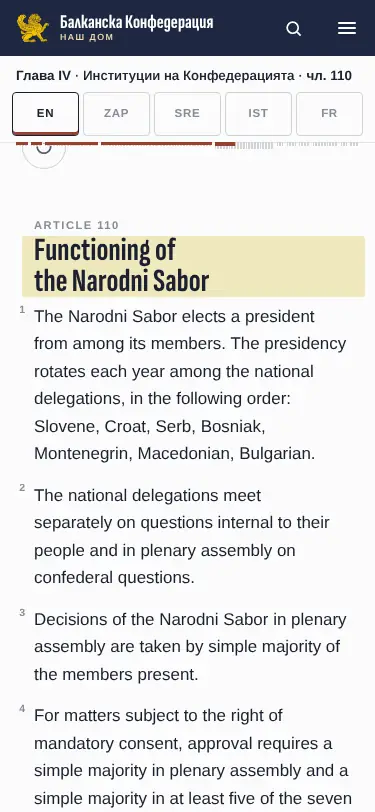 Балканска Конфедерација
НАШ ДОМ
Глава IV · Институции на Конфедерацията · чл. 110
EN ZAP SRE IST FR
ARTICLE 110
Functioning of
the Narodni Sabor
1 The Narodni Sabor elects a president
from among its members. The presidency
rotates each year among the national
delegations, in the following order:
Slovene, Croat, Serb, Bosniak,
Montenegrin, Macedonian, Bulgarian.
2 The national delegations meet
separately on questions internal to their
people and in plenary assembly on
confederal questions.
3 Decisions of the Narodni Sabor in plenary
assembly are taken by simple majority of
the members present.
4 For matters subject to the right of
mandatory consent, approval requires a
simple majority in plenary assembly and a
simple majority in at least five of the seven